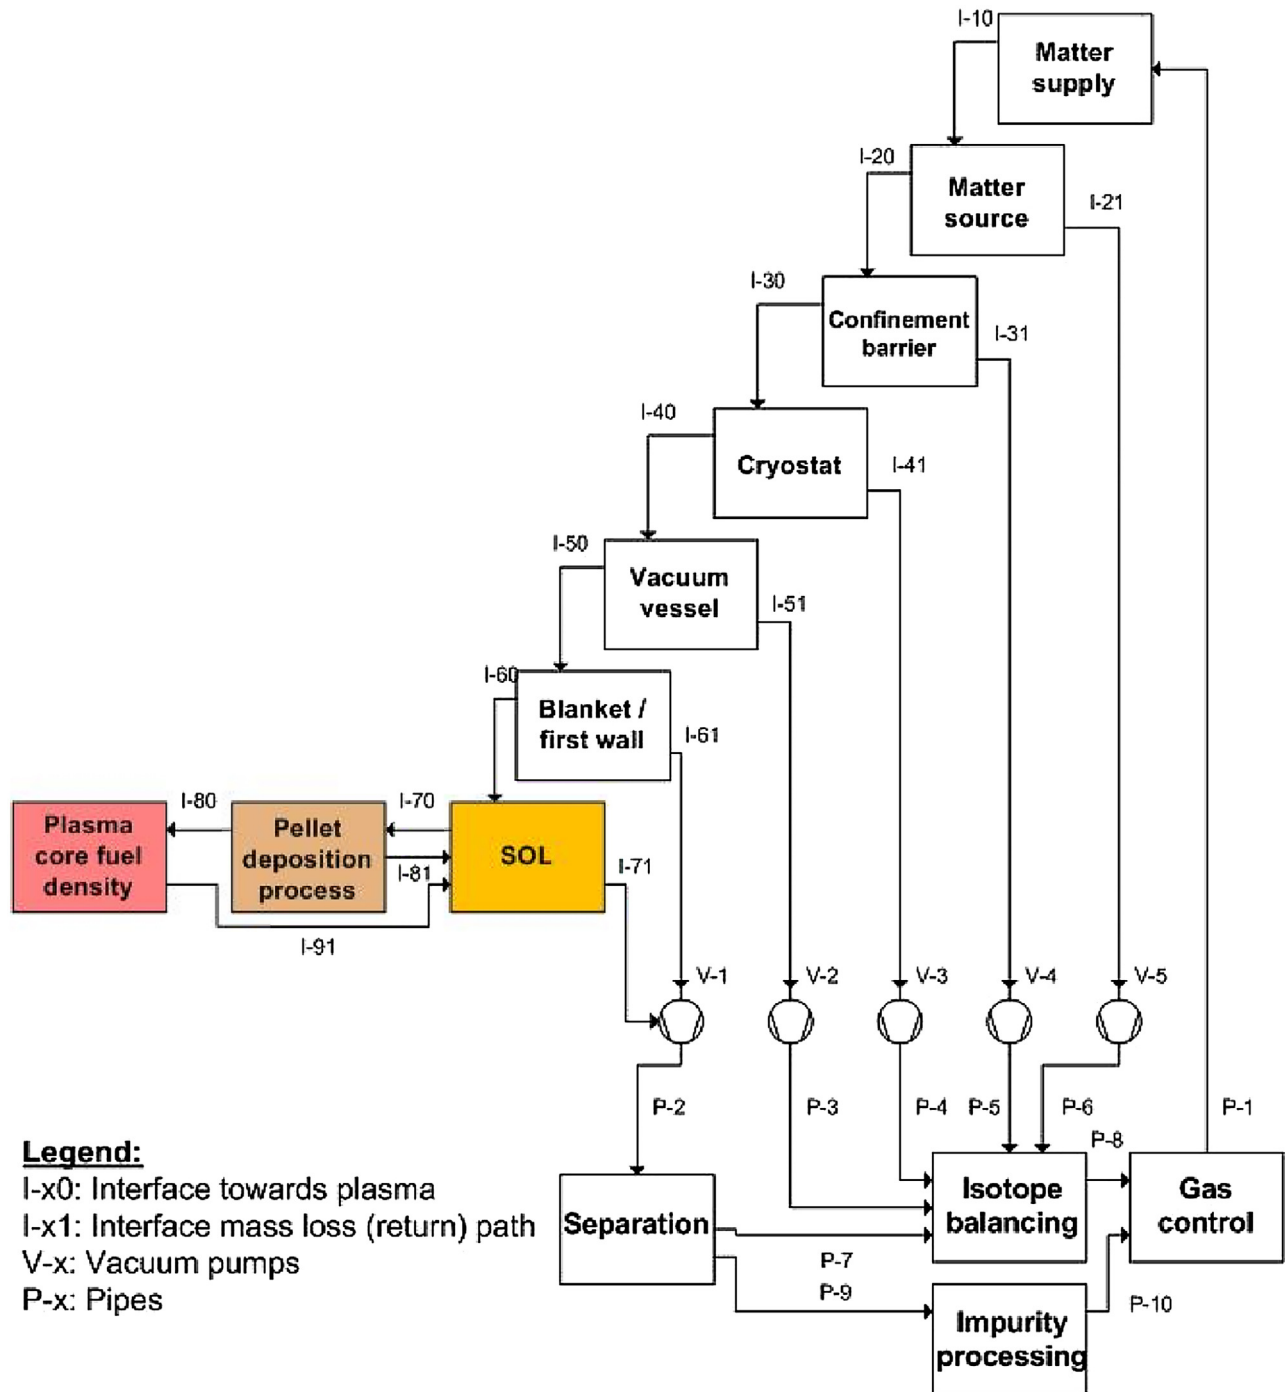 I-10
Matter
supply
I-20
Matter
source
I-21
I-30
Confinement
barrier
I-31
I-40
Cryostat
I-41
I-50
Vacuum
vessel
I-51
I-60
Blanket /
first wall
I-61
Plasma
core fuel
density
I-80
Pellet
deposition
process
I-70
I-81
SOL
I-71
I-91
V-1
V-2
V-3
V-4
V-5
P-2
P-3
P-4
P-5
P-6
P-8
P-1
Separation
Isotope
balancing
Gas
control
P-7
P-9
Impurity
processing
P-10
Legend:
I-x0: Interface towards plasma
I-x1: Interface mass loss (return) path
V-x: Vacuum pumps
P-x: Pipes